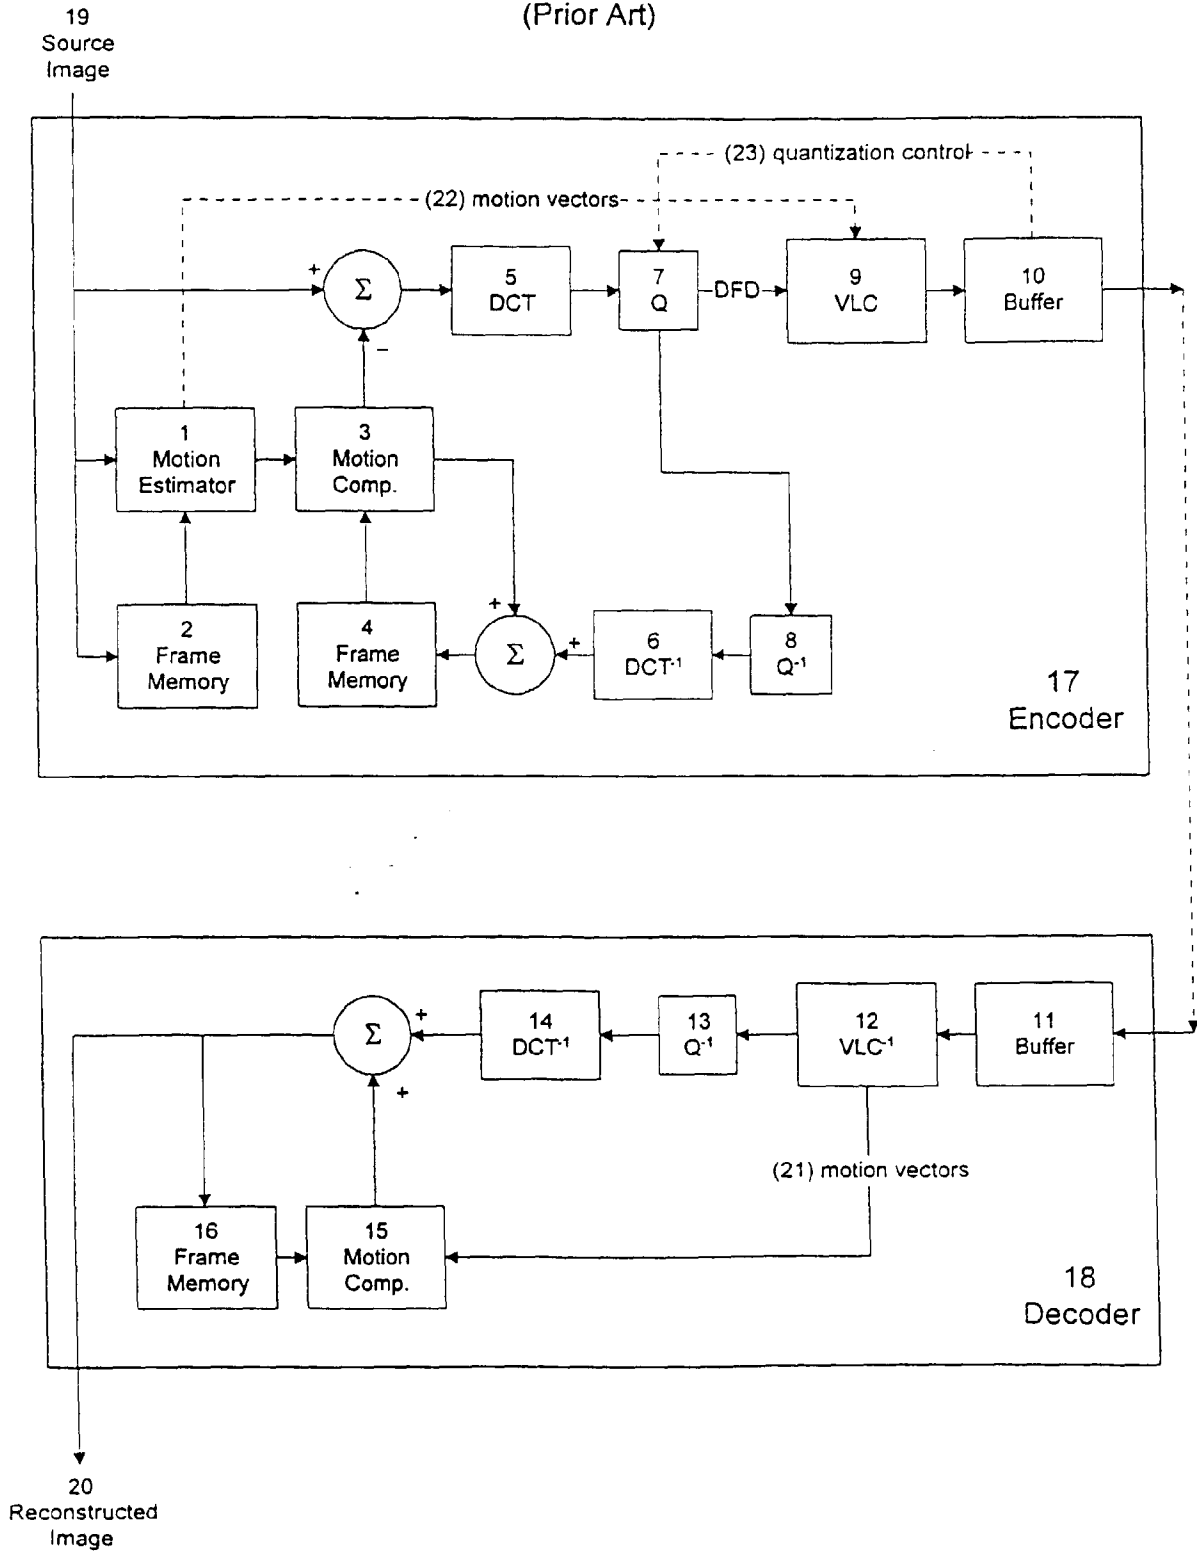 (Prior Art)
19
Source
Image
(23) quantization control
(22) motion vectors
+
Σ
−
5
DCT
7
Q
DFD
9
VLC
10
Buffer
1
Motion
Estimator
3
Motion
Comp.
2
Frame
Memory
4
Frame
Memory
+
Σ
+
6
DCT⁻¹
8
Q⁻¹
17
Encoder
Σ
+
+
14
DCT⁻¹
13
Q⁻¹
12
VLC⁻¹
11
Buffer
(21) motion vectors
16
Frame
Memory
15
Motion
Comp.
18
Decoder
20
Reconstructed
Image